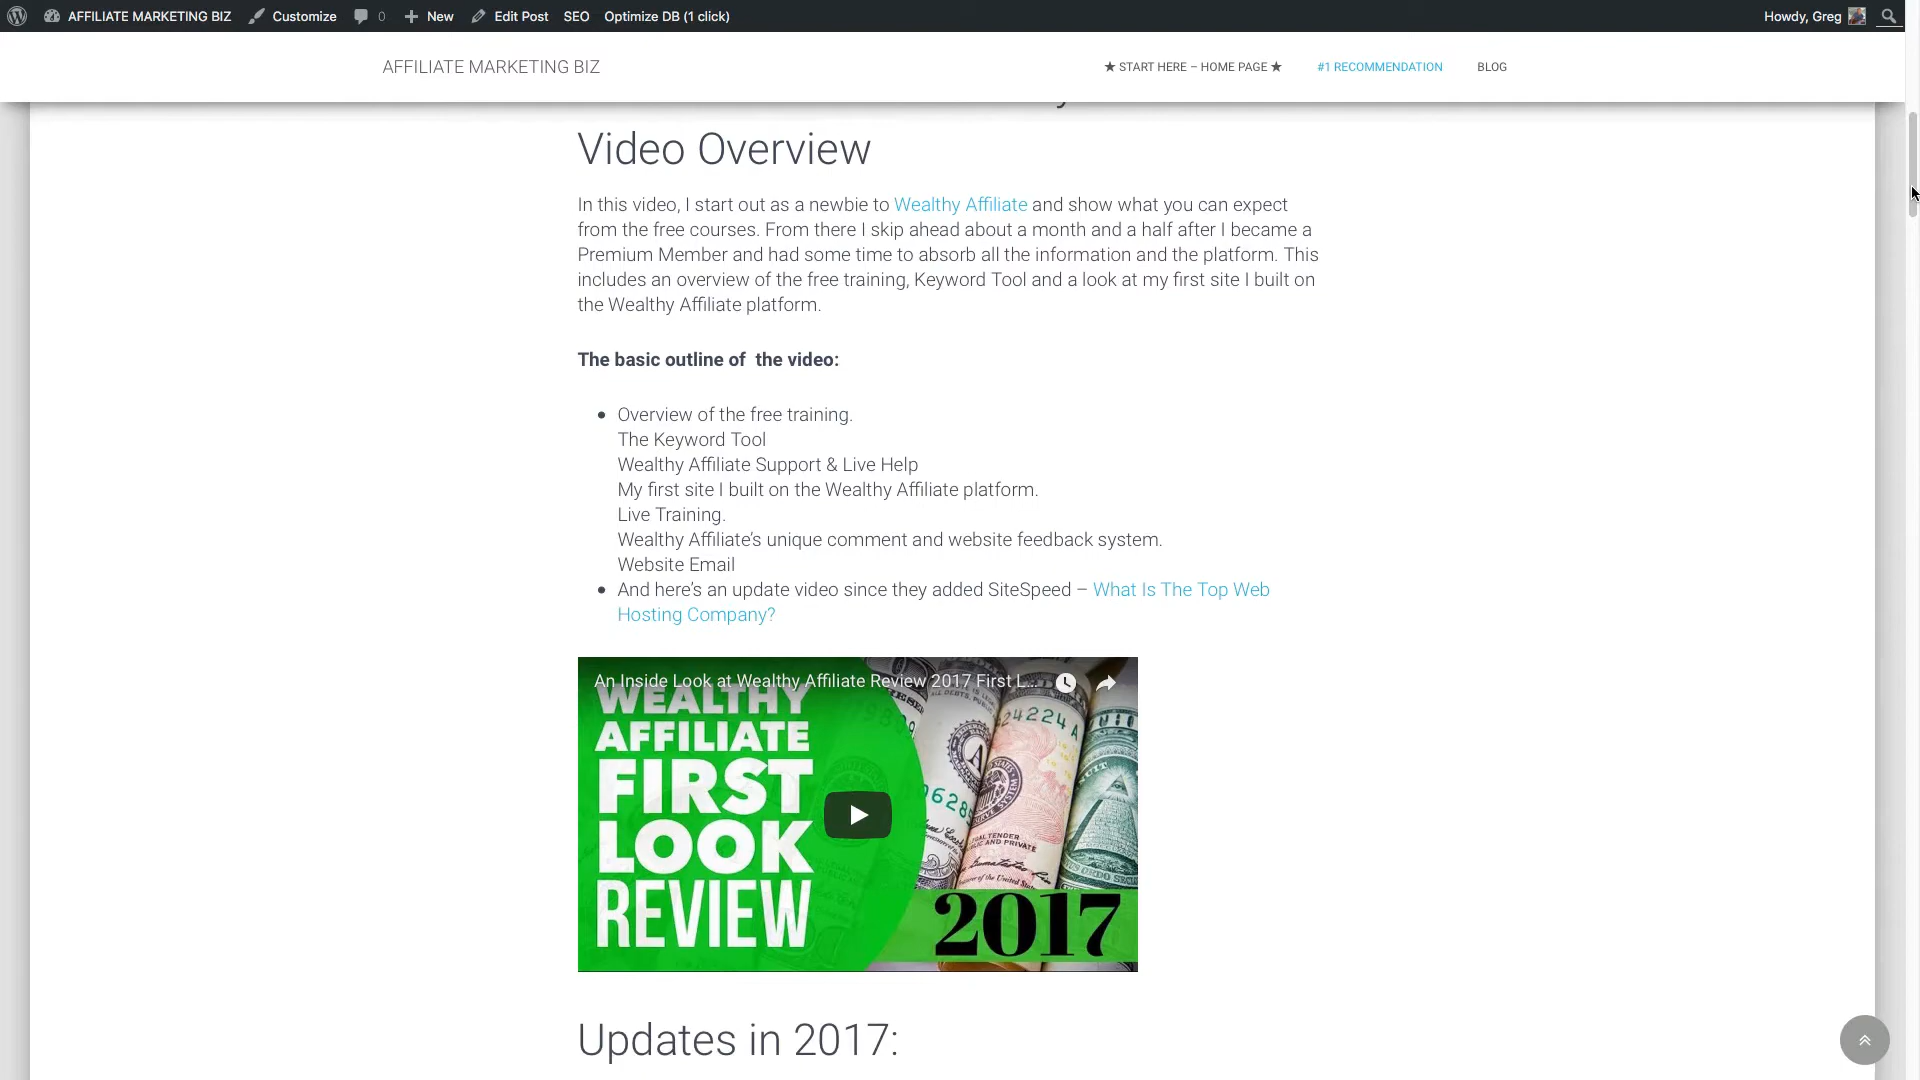 AFFILIATE MARKETING BIZ Customize 0 New Edit Post SEO Optimize DB (1 click) Howdy, Greg
AFFILIATE MARKETING BIZ ★ START HERE – HOME PAGE ★ #1 RECOMMENDATION BLOG
Video Overview
In this video, I start out as a newbie to Wealthy Affiliate and show what you can expect
from the free courses. From there I skip ahead about a month and a half after I became a
Premium Member and had some time to absorb all the information and the platform. This
includes an overview of the free training, Keyword Tool and a look at my first site I built on
the Wealthy Affiliate platform.
The basic outline of  the video:
Overview of the free training.
The Keyword Tool
Wealthy Affiliate Support & Live Help
My first site I built on the Wealthy Affiliate platform.
Live Training.
Wealthy Affiliate's unique comment and website feedback system.
Website Email
And here's an update video since they added SiteSpeed – What Is The Top Web
Hosting Company?
An Inside Look at Wealthy Affiliate Review 2017 First L...
WEALTHY
AFFILIATE
FIRST
LOOK
REVIEW
2017
Updates in 2017: